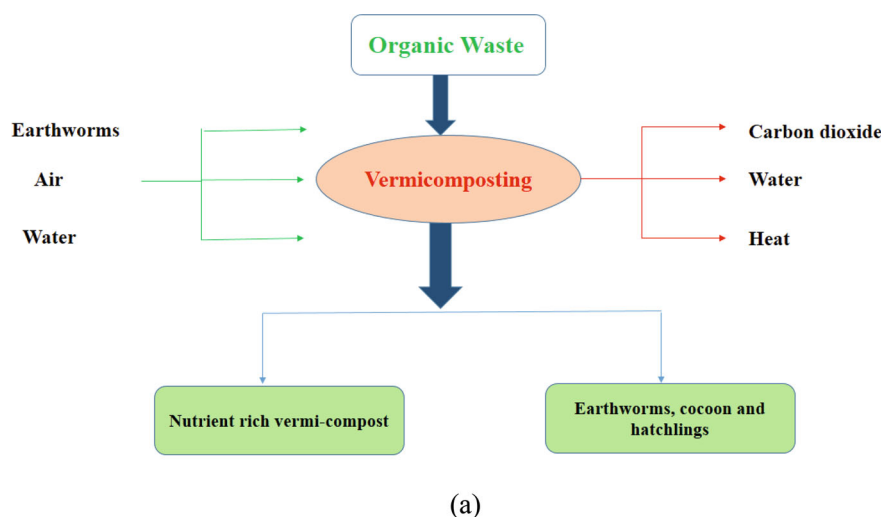 Organic Waste
Earthworms
Air
Water
Vermicomposting
Carbon dioxide
Water
Heat
Nutrient rich vermi-compost
Earthworms, cocoon and
hatchlings
(a)